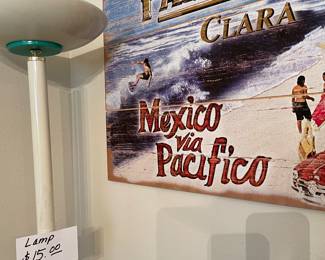 CLARA
Mexico
via
Pacifico
Lamp
$15.00